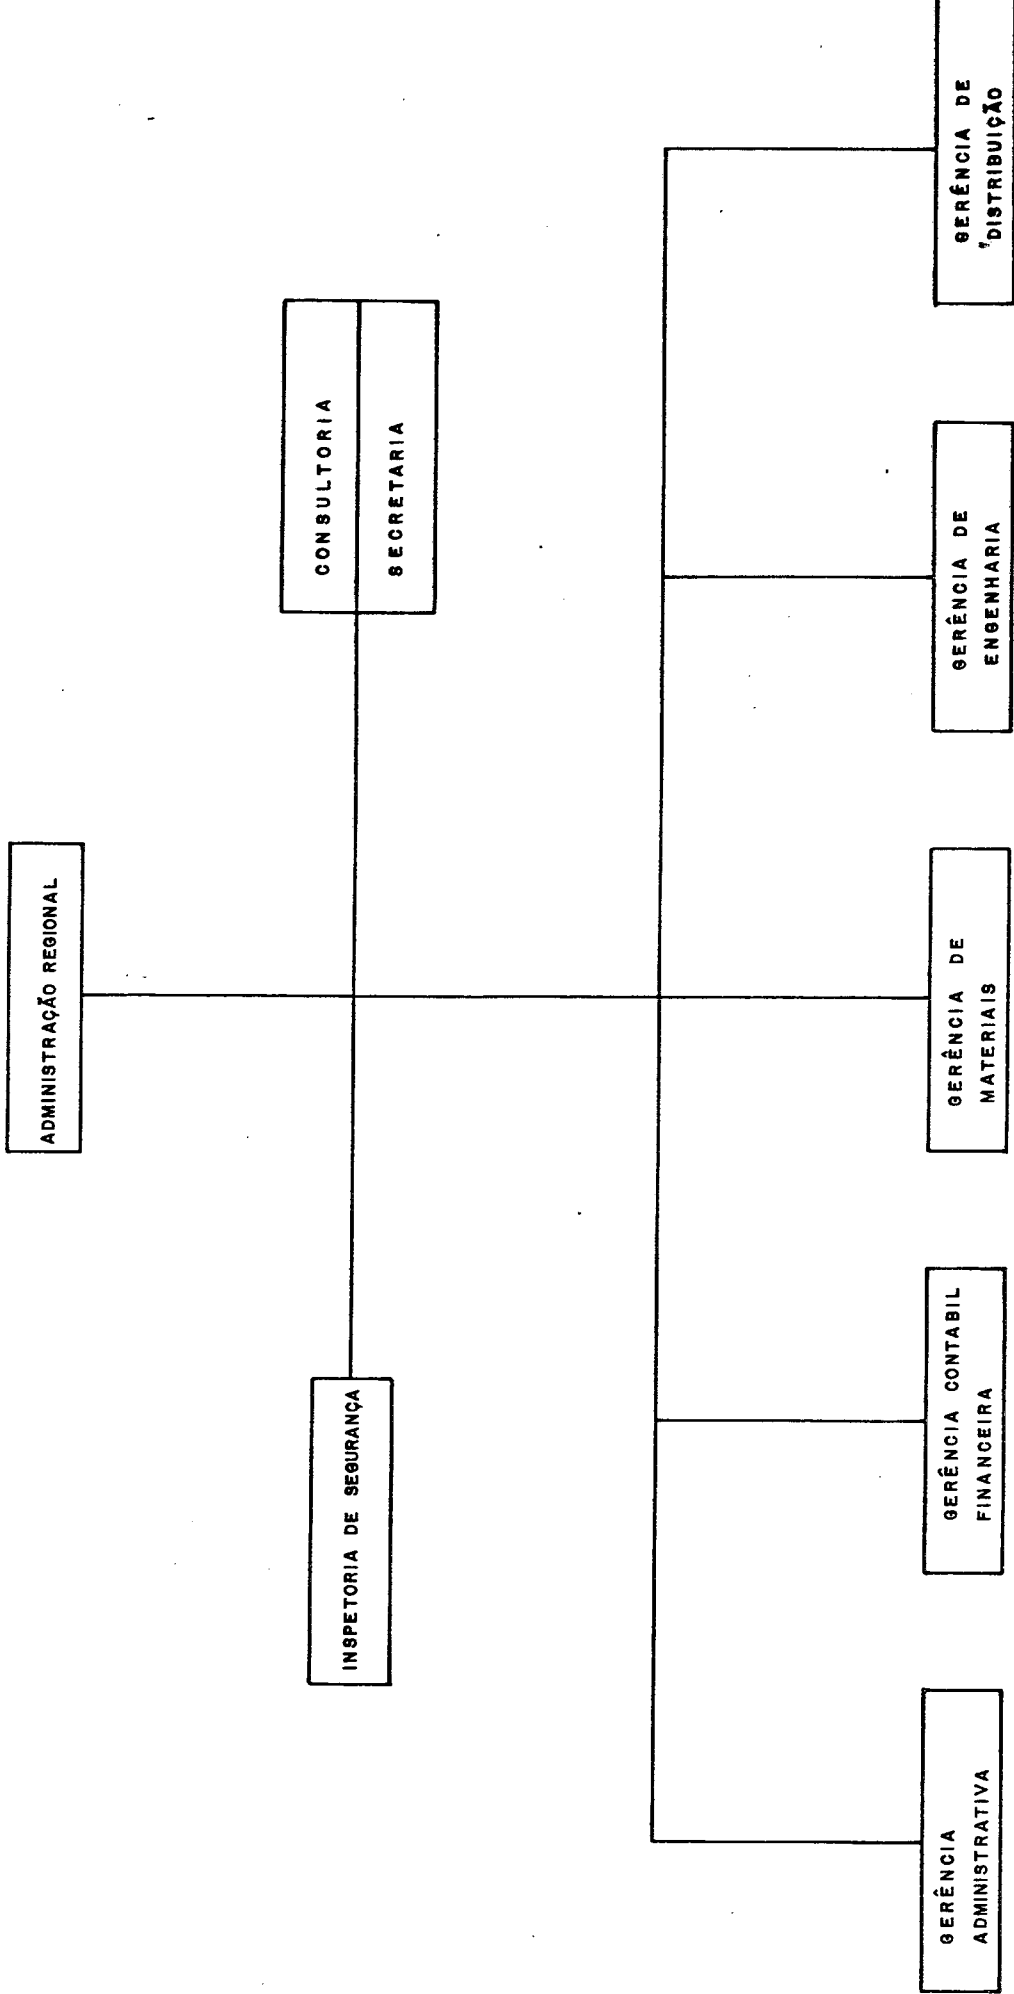 ADMINISTRAÇÃO REGIONAL
INSPETORIA DE SEGURANÇA
CONSULTORIA
SECRETARIA
GERÊNCIA
ADMINISTRATIVA
GERÊNCIA CONTABIL
FINANCEIRA
GERÊNCIA DE
MATERIAIS
GERÊNCIA DE
ENGENHARIA
GERÊNCIA DE
DISTRIBUIÇÃO